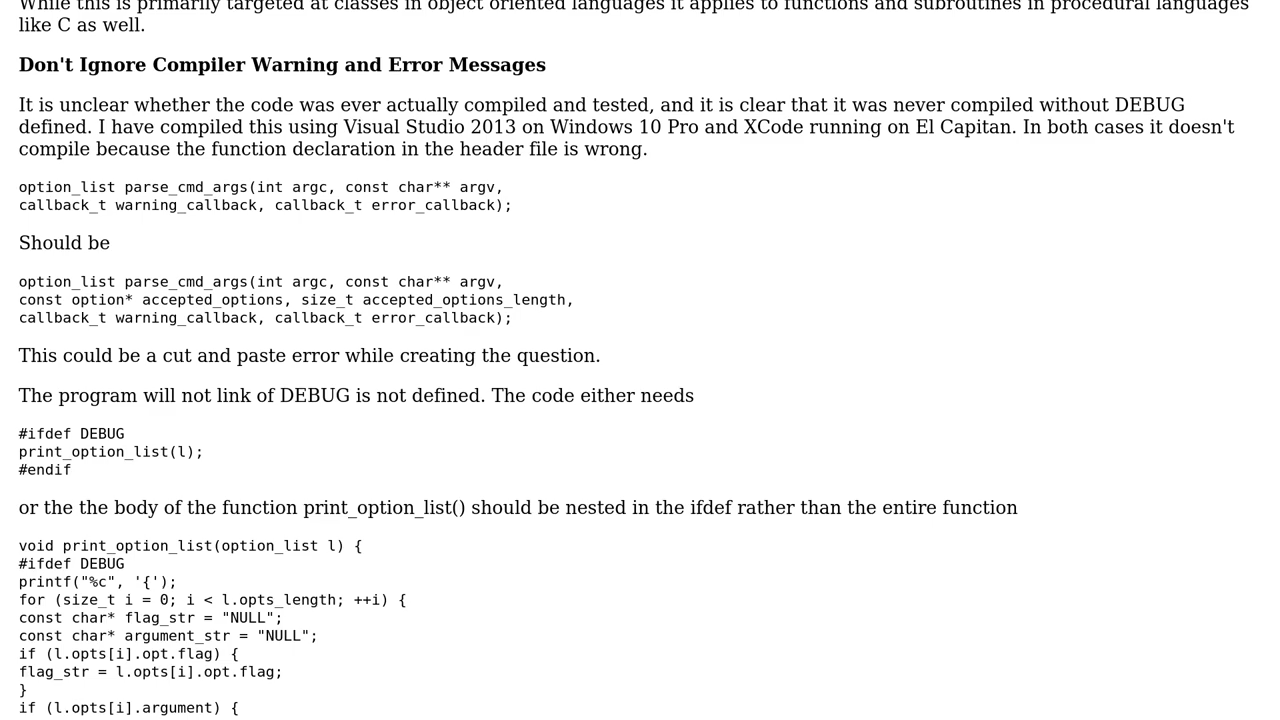 While this is primarily targeted at classes in object oriented languages it applies to functions and subroutines in procedural languages
like C as well.
Don't Ignore Compiler Warning and Error Messages
It is unclear whether the code was ever actually compiled and tested, and it is clear that it was never compiled without DEBUG
defined. I have compiled this using Visual Studio 2013 on Windows 10 Pro and XCode running on El Capitan. In both cases it doesn't
compile because the function declaration in the header file is wrong.
option_list parse_cmd_args(int argc, const char** argv,
callback_t warning_callback, callback_t error_callback);
Should be
option_list parse_cmd_args(int argc, const char** argv,
const option* accepted_options, size_t accepted_options_length,
callback_t warning_callback, callback_t error_callback);
This could be a cut and paste error while creating the question.
The program will not link of DEBUG is not defined. The code either needs
#ifdef DEBUG
print_option_list(l);
#endif
or the the body of the function print_option_list() should be nested in the ifdef rather than the entire function
void print_option_list(option_list l) {
#ifdef DEBUG
printf("%c", '{');
for (size_t i = 0; i < l.opts_length; ++i) {
const char* flag_str = "NULL";
const char* argument_str = "NULL";
if (l.opts[i].opt.flag) {
flag_str = l.opts[i].opt.flag;
}
if (l.opts[i].argument) {